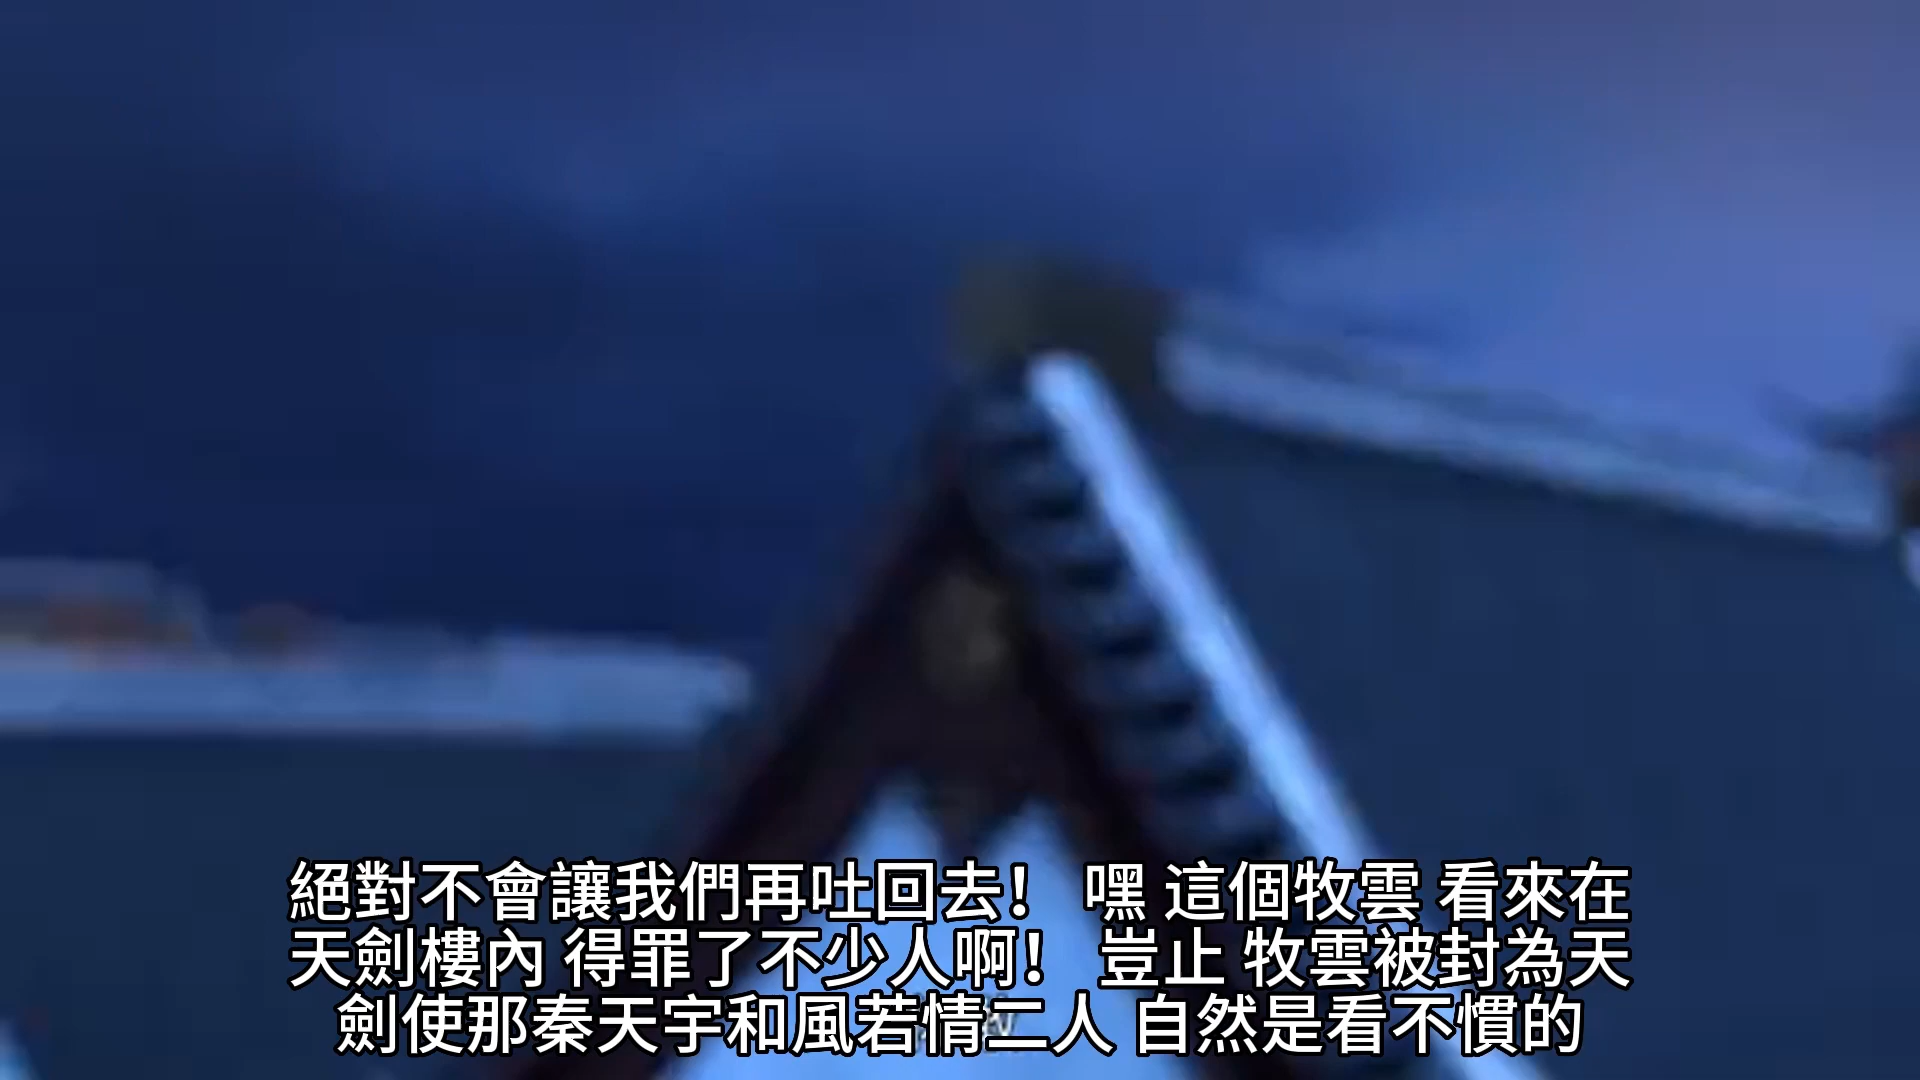 絕對不會讓我們再吐回去！ 嘿 這個牧雲 看來在
天劍樓內 得罪了不少人啊！ 豈止 牧雲被封為天
劍使那秦天宇和風若情二人 自然是看不慣的